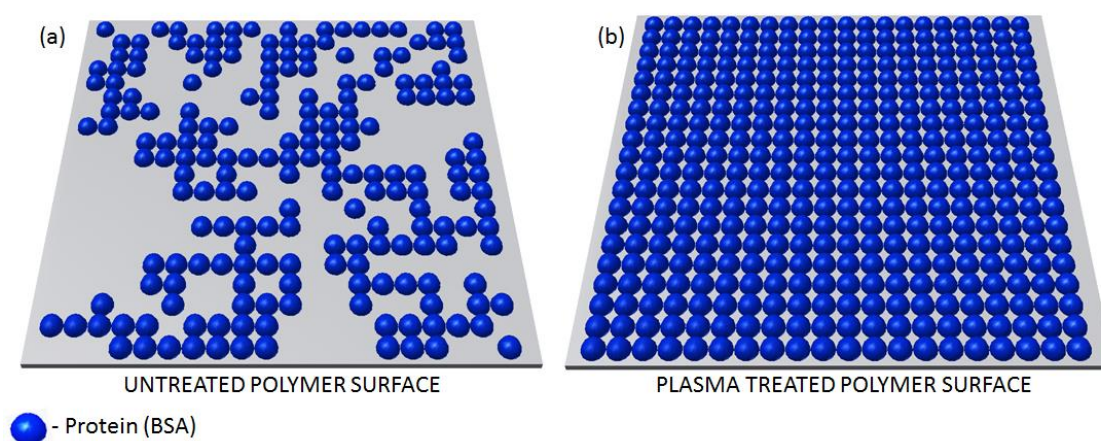 (a)
(b)
UNTREATED POLYMER SURFACE
PLASMA TREATED POLYMER SURFACE
- Protein (BSA)